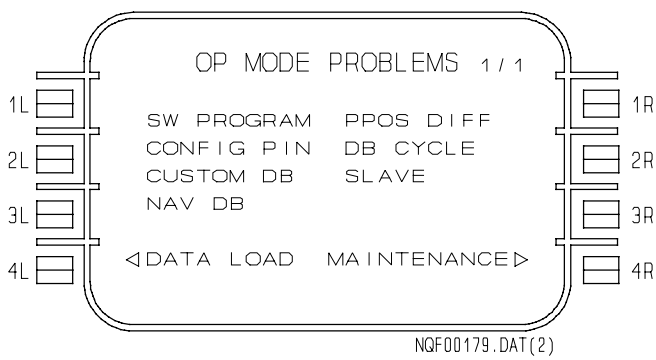 OP MODE PROBLEMS 1/1
1L 1R
SW PROGRAM PPOS DIFF
CONFIG PIN DB CYCLE
2L 2R
CUSTOM DB SLAVE
NAV DB
3L 3R
◁DATA LOAD MAINTENANCE▷
4L 4R
NQF00179.DAT(2)